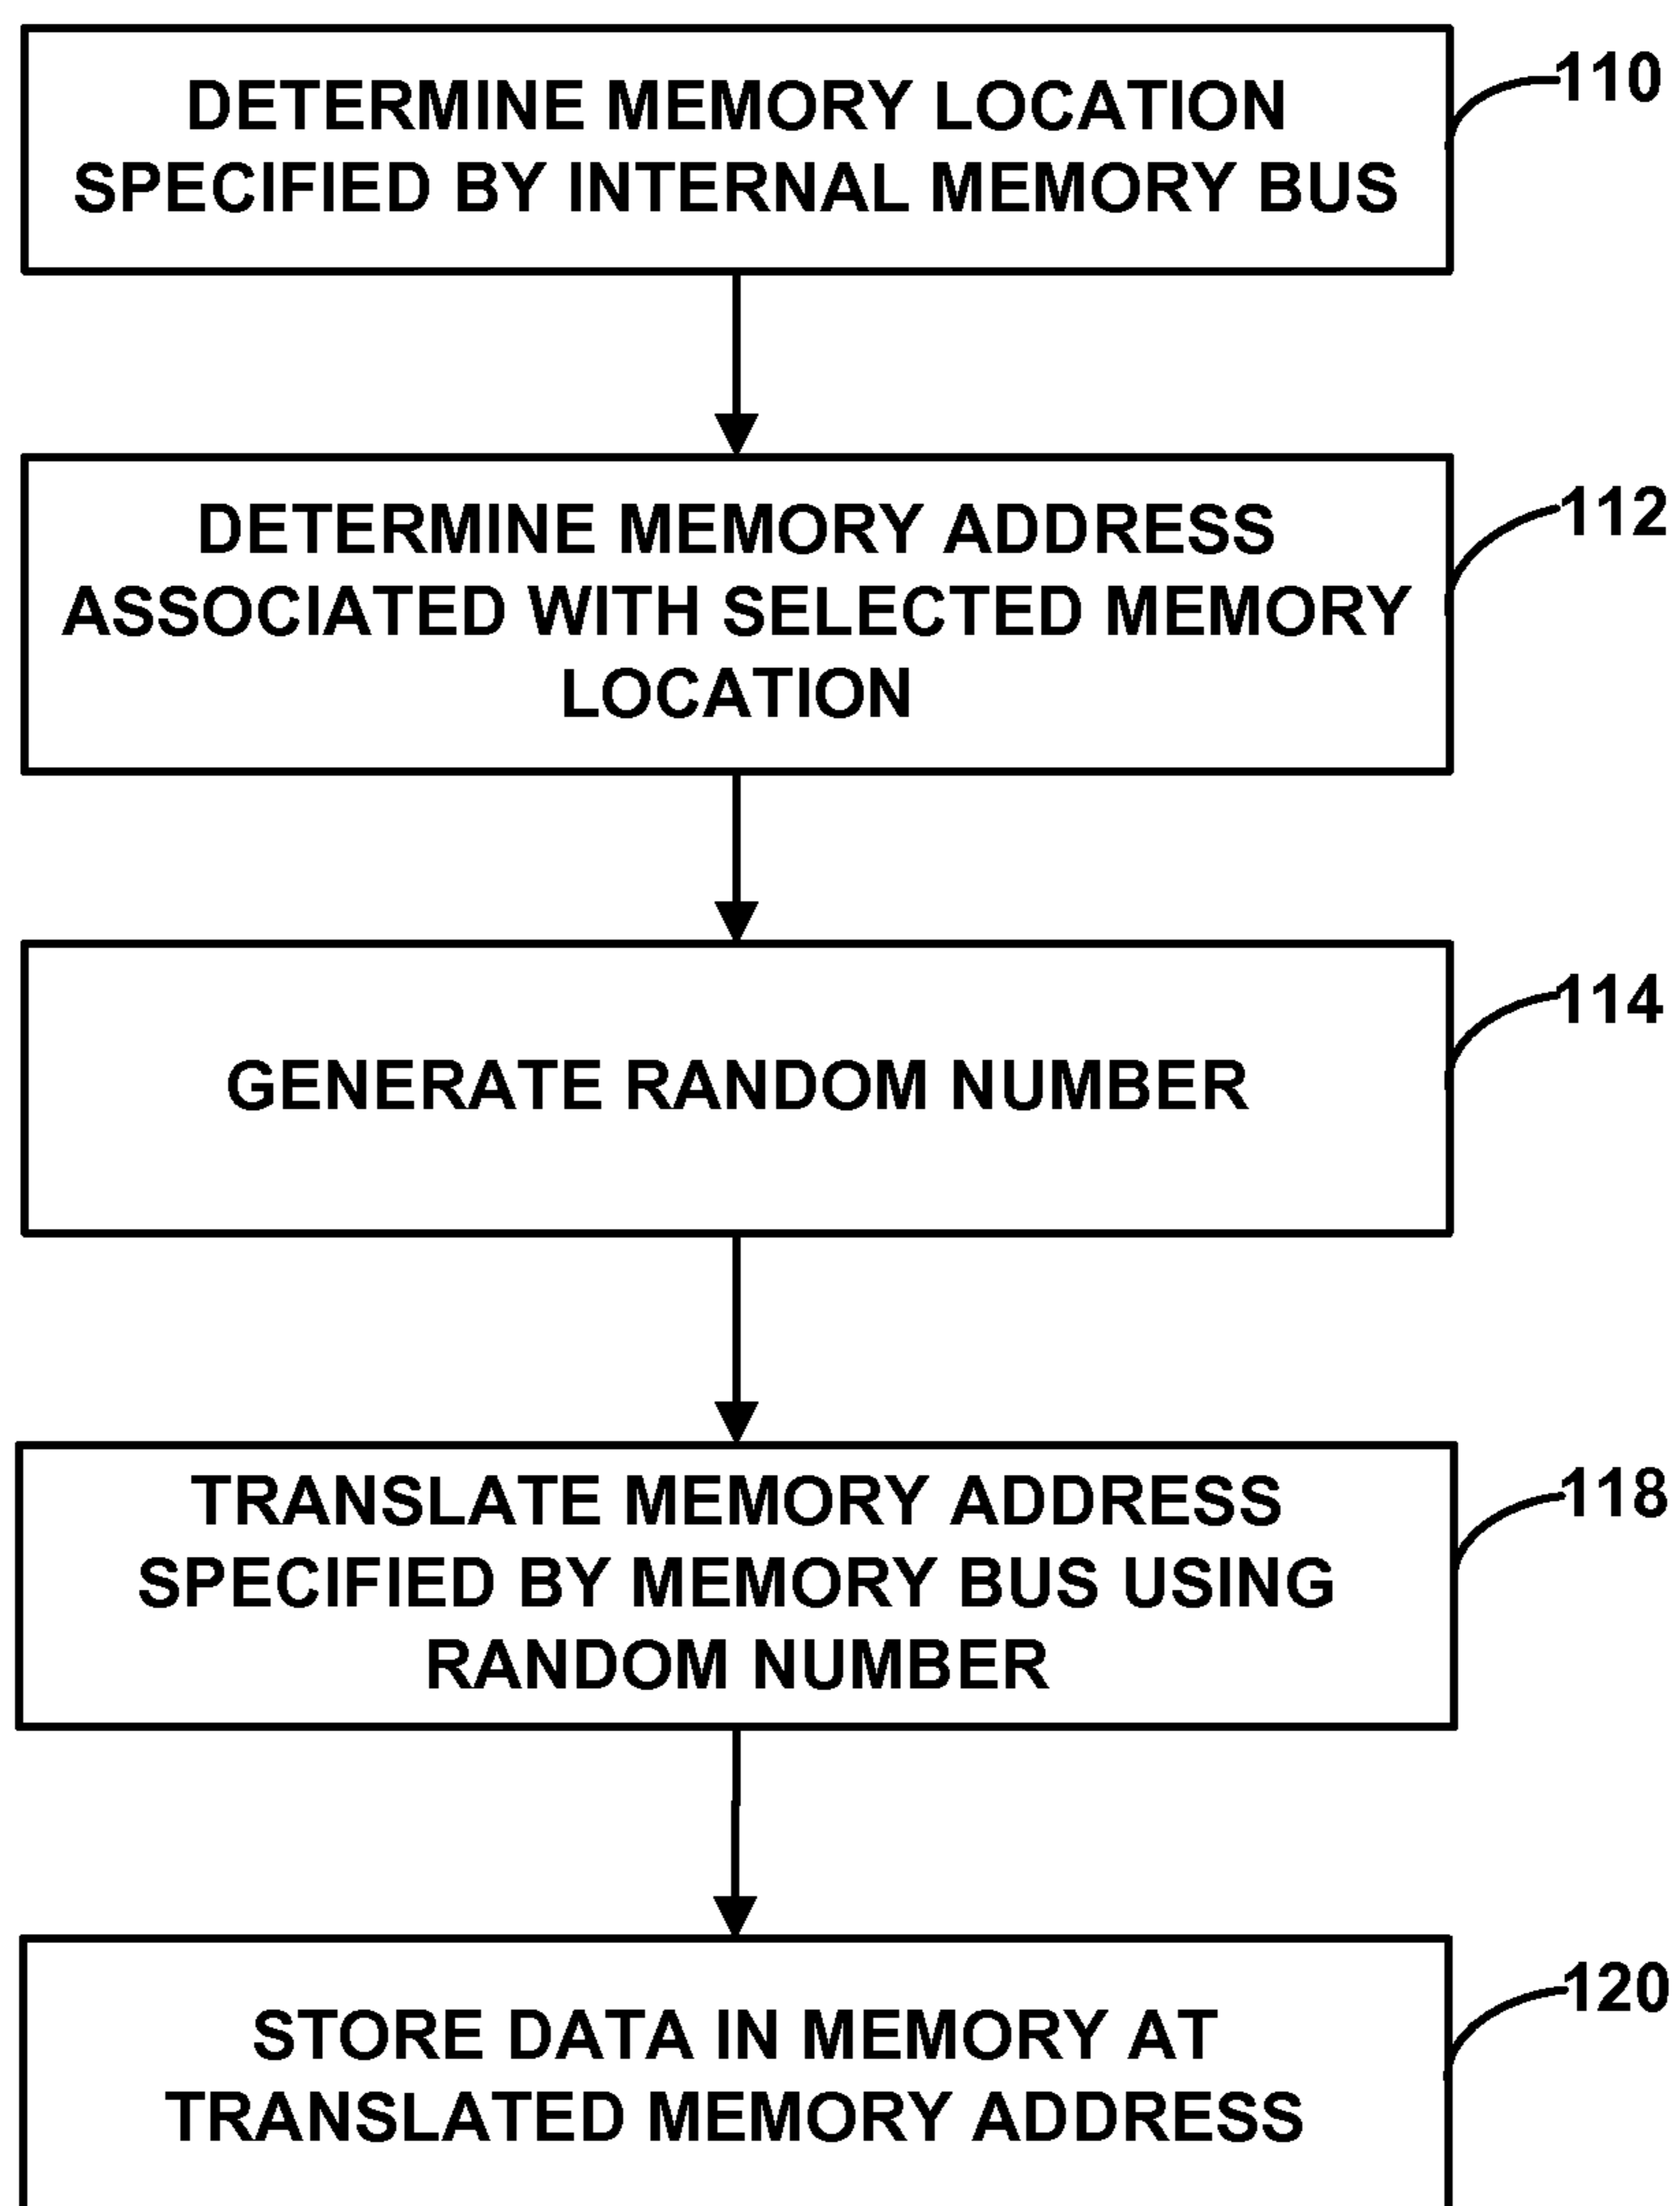 DETERMINE MEMORY LOCATION
SPECIFIED BY INTERNAL MEMORY BUS
110
DETERMINE MEMORY ADDRESS
ASSOCIATED WITH SELECTED MEMORY
LOCATION
112
GENERATE RANDOM NUMBER
114
TRANSLATE MEMORY ADDRESS
SPECIFIED BY MEMORY BUS USING
RANDOM NUMBER
118
STORE DATA IN MEMORY AT
TRANSLATED MEMORY ADDRESS
120